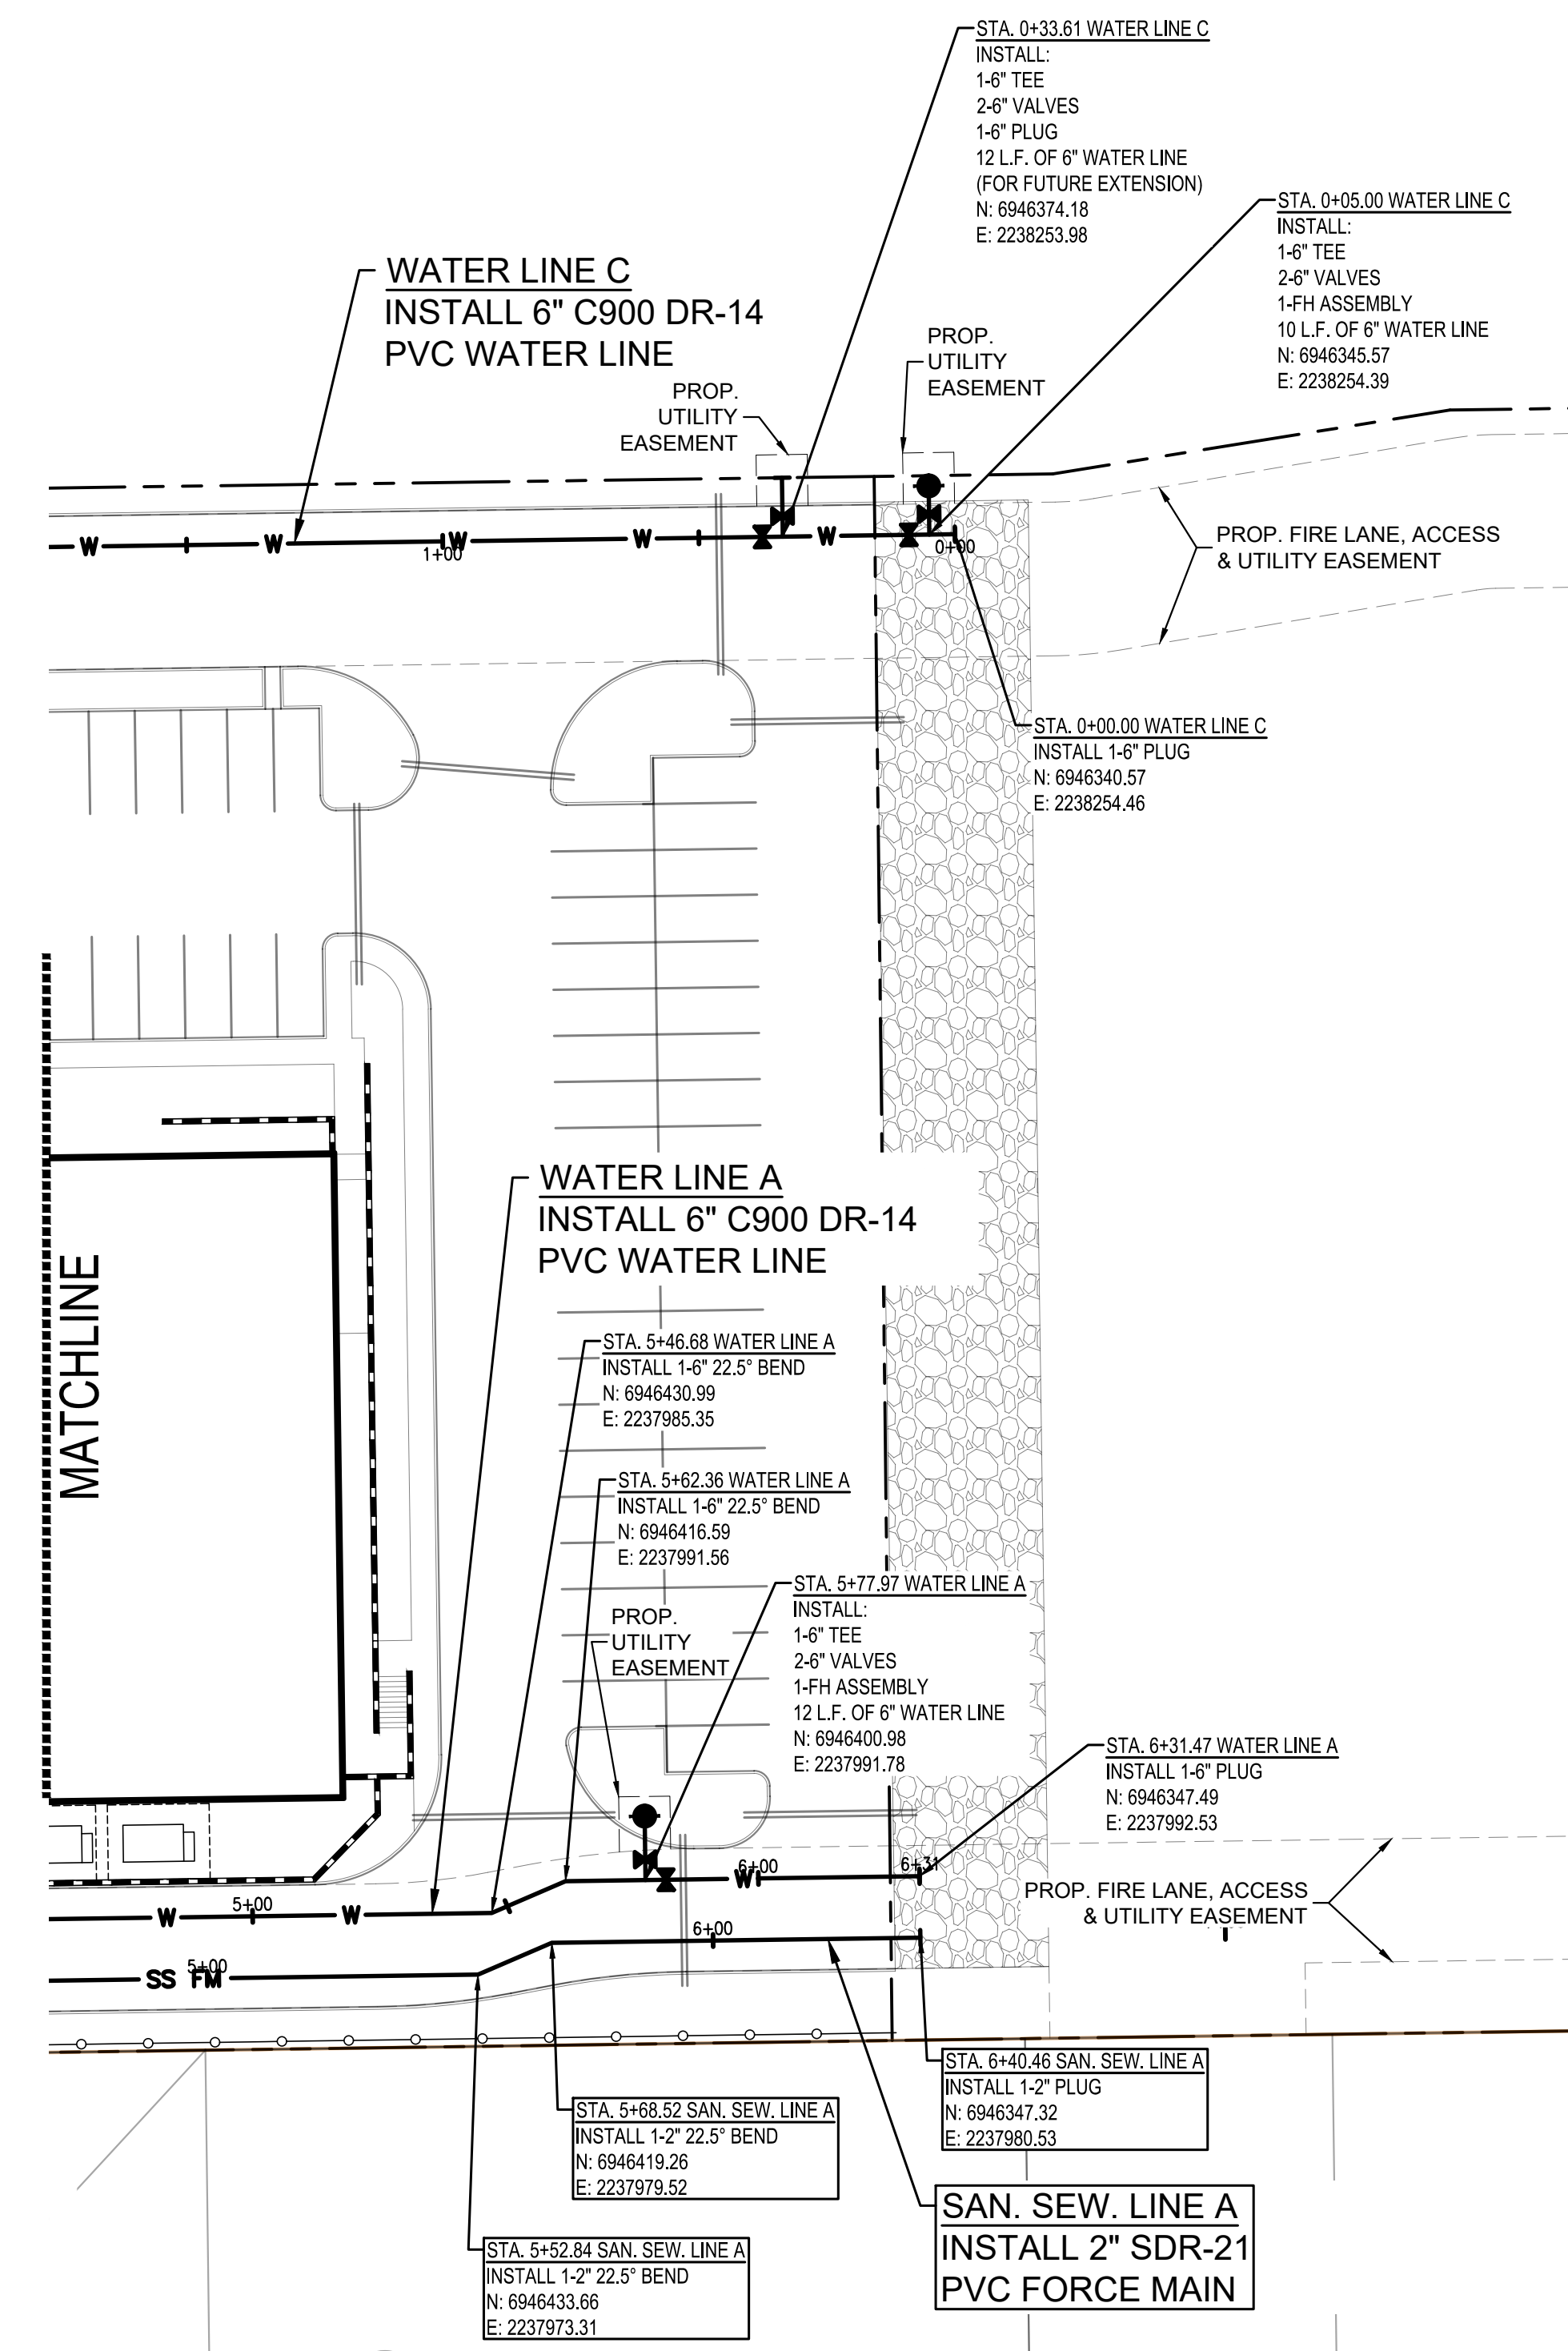 STA. 0+33.61 WATER LINE C
INSTALL:
1-6" TEE
2-6" VALVES
1-6" PLUG
12 L.F. OF 6" WATER LINE
(FOR FUTURE EXTENSION)
N: 6946374.18
E: 2238253.98
STA. 0+05.00 WATER LINE C
INSTALL:
1-6" TEE
2-6" VALVES
1-FH ASSEMBLY
10 L.F. OF 6" WATER LINE
N: 6946345.57
E: 2238254.39
WATER LINE C
INSTALL 6" C900 DR-14
PVC WATER LINE
PROP.
UTILITY
EASEMENT
PROP.
UTILITY
EASEMENT
W
W
1+00
W
W
W
0+00
PROP. FIRE LANE, ACCESS
& UTILITY EASEMENT
STA. 0+00.00 WATER LINE C
INSTALL 1-6" PLUG
N: 6946340.57
E: 2238254.46
MATCHLINE
WATER LINE A
INSTALL 6" C900 DR-14
PVC WATER LINE
STA. 5+46.68 WATER LINE A
INSTALL 1-6" 22.5° BEND
N: 6946430.99
E: 2237985.35
STA. 5+62.36 WATER LINE A
INSTALL 1-6" 22.5° BEND
N: 6946416.59
E: 2237991.56
STA. 5+77.97 WATER LINE A
INSTALL:
1-6" TEE
2-6" VALVES
1-FH ASSEMBLY
12 L.F. OF 6" WATER LINE
N: 6946400.98
E: 2237991.78
PROP.
UTILITY
EASEMENT
STA. 6+31.47 WATER LINE A
INSTALL 1-6" PLUG
N: 6946347.49
E: 2237992.53
W
5+00
W
6+00
W
6+31
PROP. FIRE LANE, ACCESS
& UTILITY EASEMENT
SS FM
5+00
6+00
STA. 6+40.46 SAN. SEW. LINE A
INSTALL 1-2" PLUG
N: 6946347.32
E: 2237980.53
STA. 5+68.52 SAN. SEW. LINE A
INSTALL 1-2" 22.5° BEND
N: 6946419.26
E: 2237979.52
SAN. SEW. LINE A
INSTALL 2" SDR-21
PVC FORCE MAIN
STA. 5+52.84 SAN. SEW. LINE A
INSTALL 1-2" 22.5° BEND
N: 6946433.66
E: 2237973.31